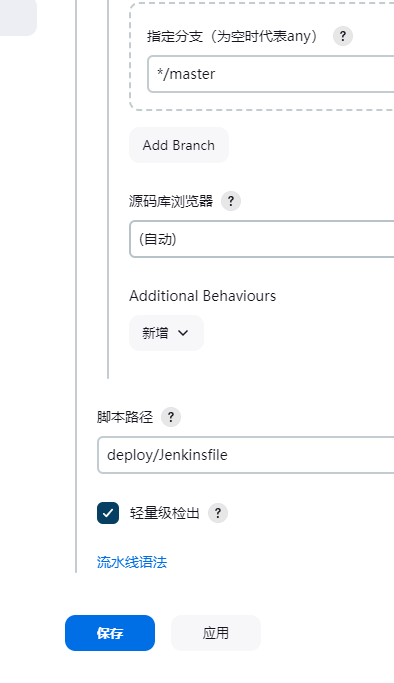 指定分支（为空时代表any） ?
*/master
Add Branch
源码库浏览器 ?
(自动)
Additional Behaviours
新增
脚本路径 ?
deploy/Jenkinsfile
轻量级检出 ?
流水线语法
保存 应用